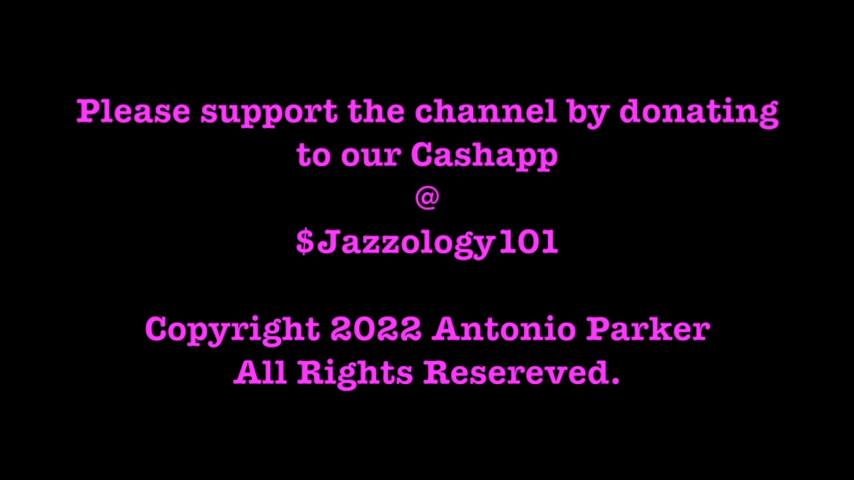 Please support the channel by donating
to our Cashapp
@
$Jazzology101
Copyright 2022 Antonio Parker
All Rights Resereved.